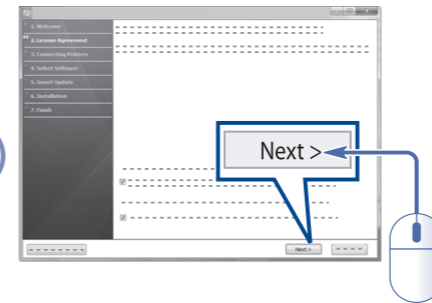 1. Welcome
2. License Agreement
3. Connecting Printers
4. Select Software
5. Smart Update
6. Installation
7. Finish
Next >
Next >